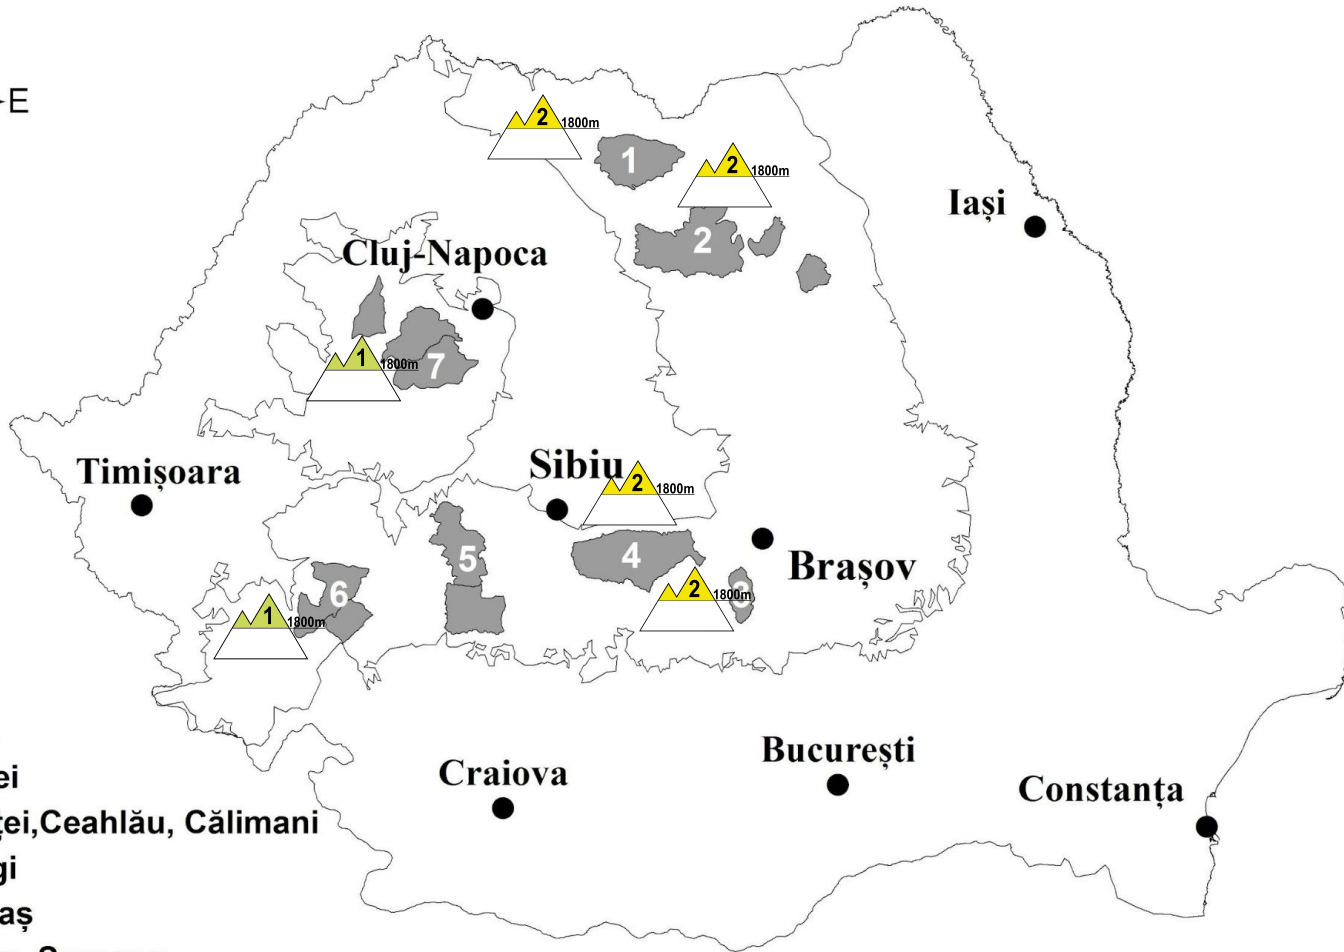 E
2
1800m
1
2
1800m
Iași
2
Cluj-Napoca
1
1800m
7
Timișoara
Sibiu
2
1800m
5
4
Brașov
6
2
1800m
3
1
1800m
ei
ței,Ceahlău, Călimani
gi
aș
Craiova
București
Constanța